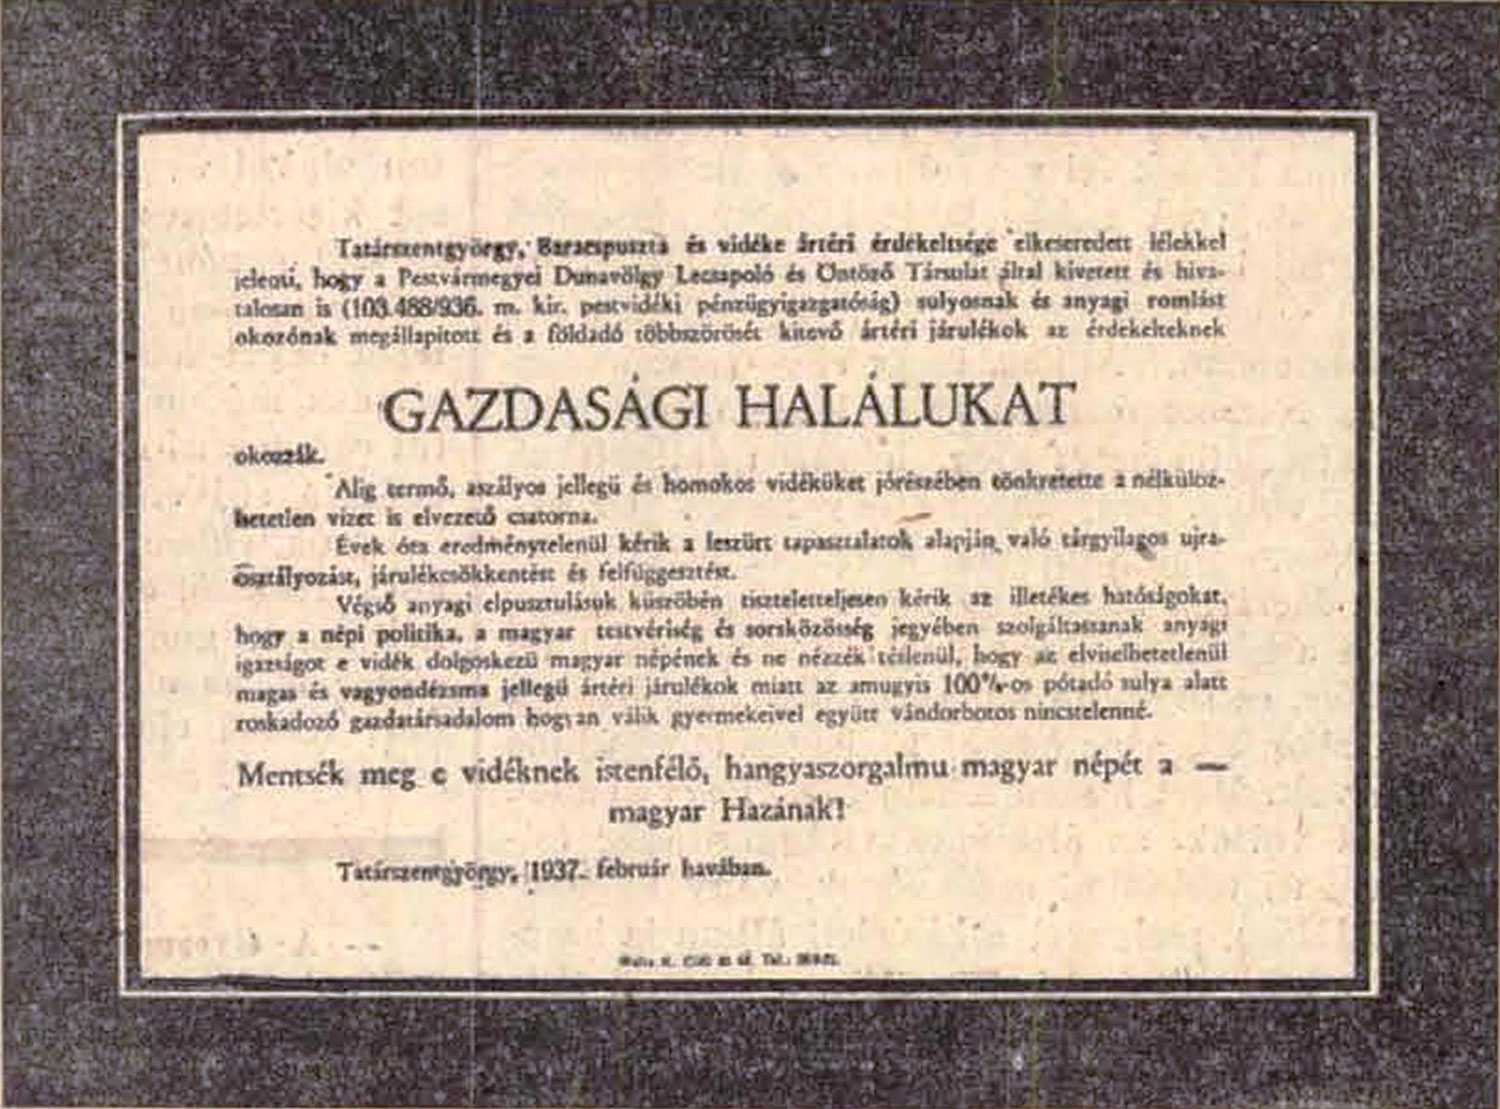 Tatárszentgyörgy, Baracspuszta és vidéke ártéri érdekeltsége elkeseredett lélekkel
jelenti, hogy a Pestvármegyei Dunavölgy Lecsapoló és Öntöző Társulat által kivetett és hiva-
talosan is (103.488/936. m. kir. pestvidéki pénzügyigazgatóság) sulyosnak és anyagi romlást
okozónak megállapitott és a földadó többszörösét kitevő ártéri járulékok az érdekelteknek
GAZDASÁGI HALÁLUKAT
okozzák.
Alig termő, aszályos jellegü és homokos vidéküket jórészében tönkretette a nélkülöz-
hetetlen vizet is elvezető csatorna.
Évek óta eredménytelenül kérik a leszürt tapasztalatok alapján való tárgyilagos ujra-
osztályozást, járulékcsökkentést és felfüggesztést.
Végső anyagi elpusztulásuk küszöbén tiszteletteljesen kérik az illetékes hatóságokat,
hogy a népi politika, a magyar testvériség és sorsközösség jegyében szolgáltassanak anyagi
igazságot e vidék dolgoskezü magyar népének és ne nézzék tétlenül, hogy az elviselhetetlenül
magas és vagyondézsma jellegü ártéri járulékok miatt az amugyis 100%-os pótadó sulya alatt
roskadozó gazdatársadalom hogyan válik gyermekeivel együtt vándorbotos nincstelenné.
Mentsék meg e vidéknek istenfélő, hangyaszorgalmu magyar népét a —
magyar Hazának!
Tatárszentgyörgy, 1937. február havában.